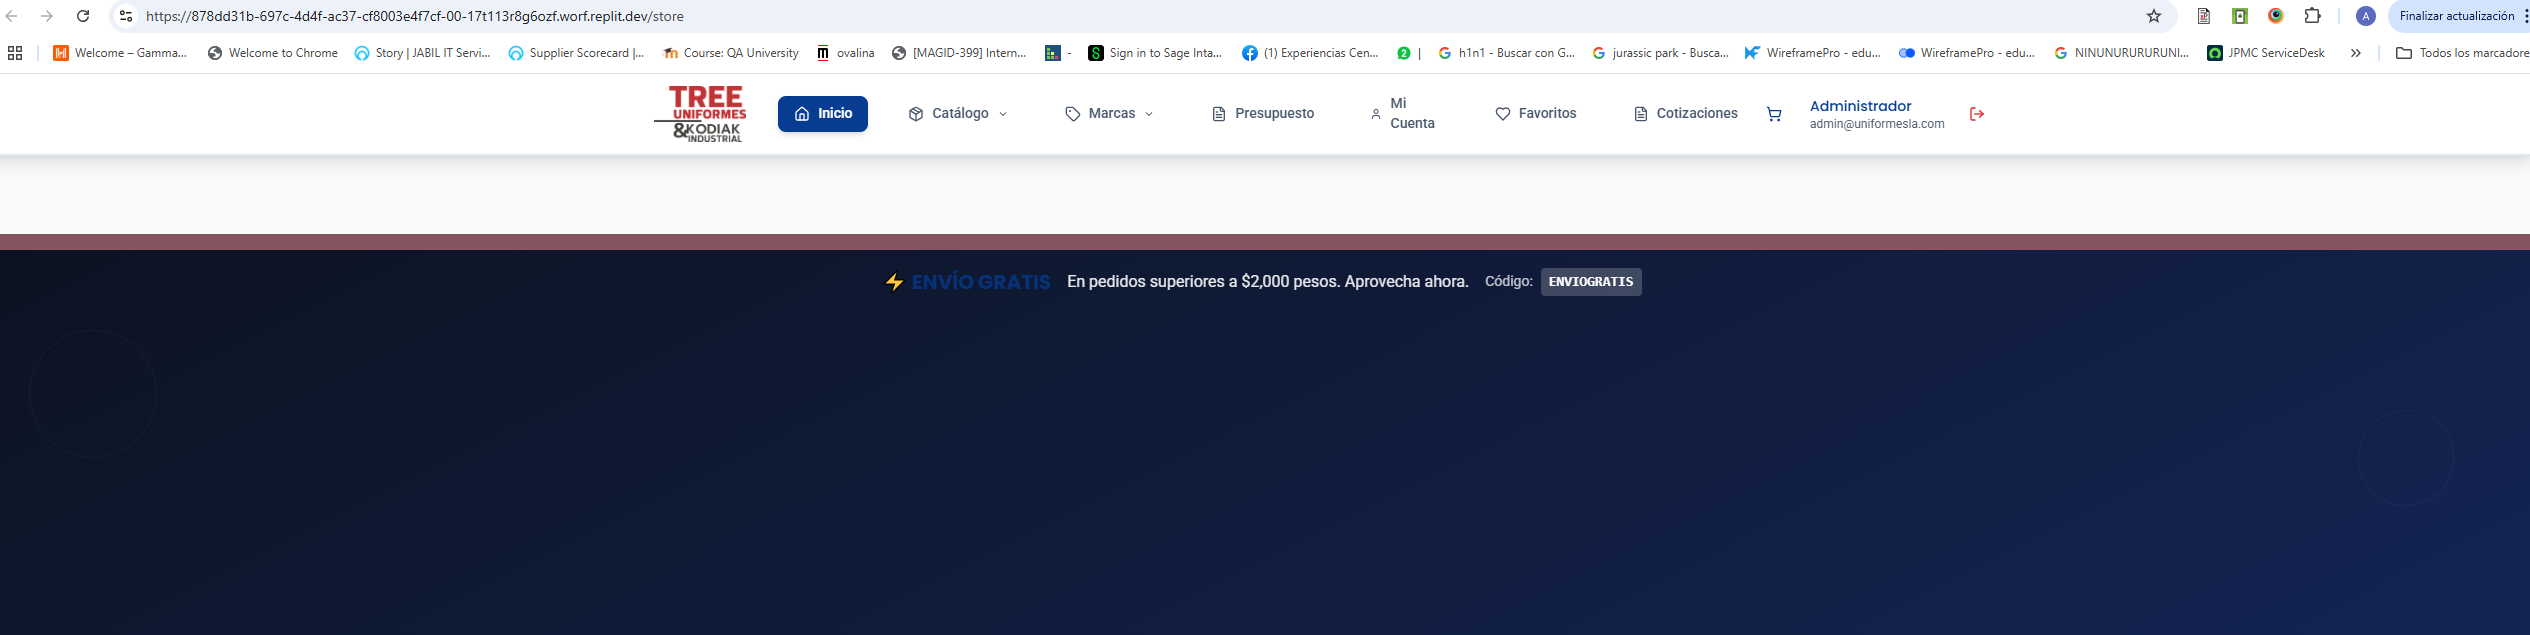 https://878dd31b-697c-4d4f-ac37-cf8003e4f7cf-00-17t113r8g6ozf.worf.replit.dev/store
A
Finalizar actualización
Welcome – Gamma...
Welcome to Chrome
Story | JABIL IT Servi...
Supplier Scorecard |...
Course: QA University
ovalina
[MAGID-399] Intern...
-
Sign in to Sage Inta...
(1) Experiencias Cen...
2 |
h1n1 - Buscar con G...
jurassic park - Busca...
WireframePro - edu...
WireframePro - edu...
NINUNURURURUNI...
JPMC ServiceDesk
Todos los marcadore
TREE
UNIFORMES
&KODIAK
INDUSTRIAL
Inicio
Catálogo
Marcas
Presupuesto
Mi
Cuenta
Favoritos
Cotizaciones
Administrador
admin@uniformesla.com
⚡ ENVÍO GRATIS En pedidos superiores a $2,000 pesos. Aprovecha ahora. Código: ENVIOGRATIS